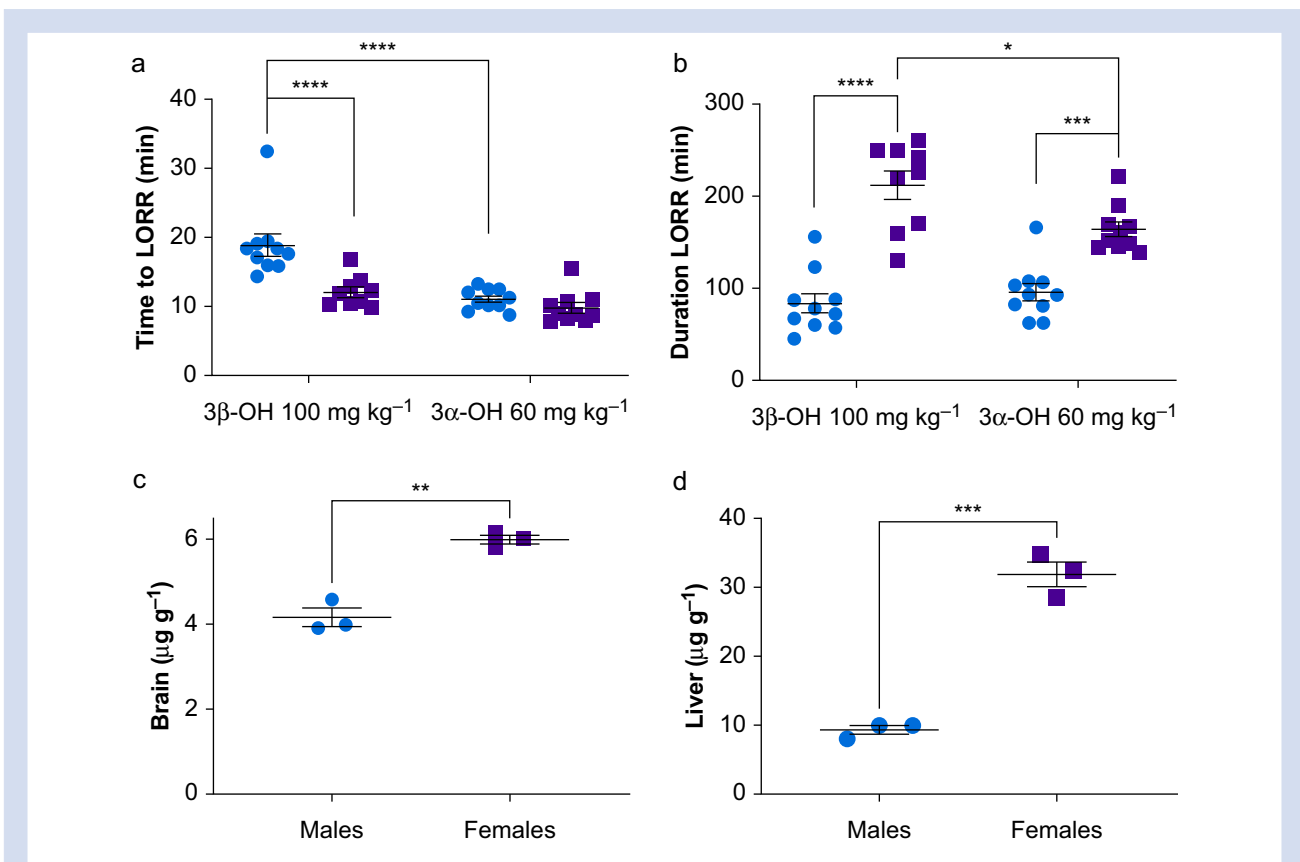 a
****
****
Time to LORR (min)
40
30
20
10
0
3β-OH 100 mg kg⁻¹
3α-OH 60 mg kg⁻¹
b
*
****
***
Duration LORR (min)
300
200
100
0
3β-OH 100 mg kg⁻¹
3α-OH 60 mg kg⁻¹
c
**
Brain (μg g⁻¹)
6
4
2
0
Males
Females
d
***
Liver (μg g⁻¹)
40
30
20
10
0
Males
Females